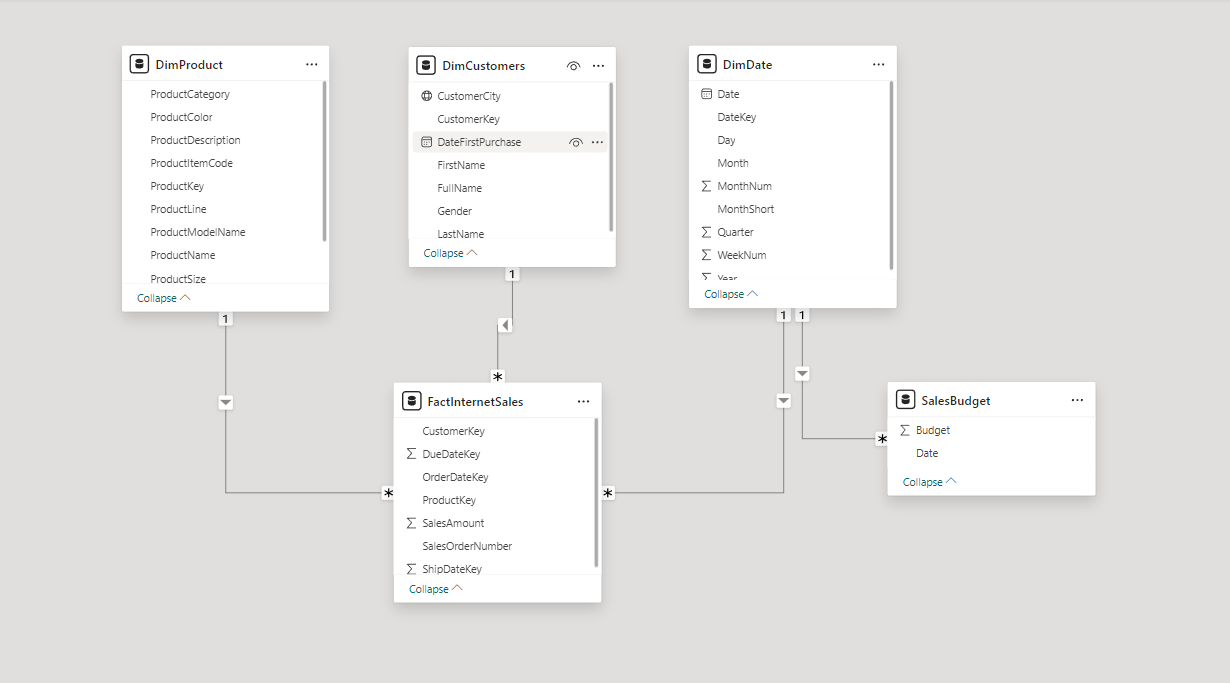 DimProduct
ProductCategory
ProductColor
ProductDescription
ProductItemCode
ProductKey
ProductLine
ProductModelName
ProductName
ProductSize
Collapse
1
DimCustomers
CustomerCity
CustomerKey
DateFirstPurchase
FirstName
FullName
Gender
LastName
Collapse
1
DimDate
Date
DateKey
Day
Month
MonthNum
MonthShort
Quarter
WeekNum
Year
Collapse
1 1
*
FactInternetSales
CustomerKey
DueDateKey
OrderDateKey
ProductKey
SalesAmount
SalesOrderNumber
ShipDateKey
Collapse
*
*
*
SalesBudget
Budget
Date
Collapse